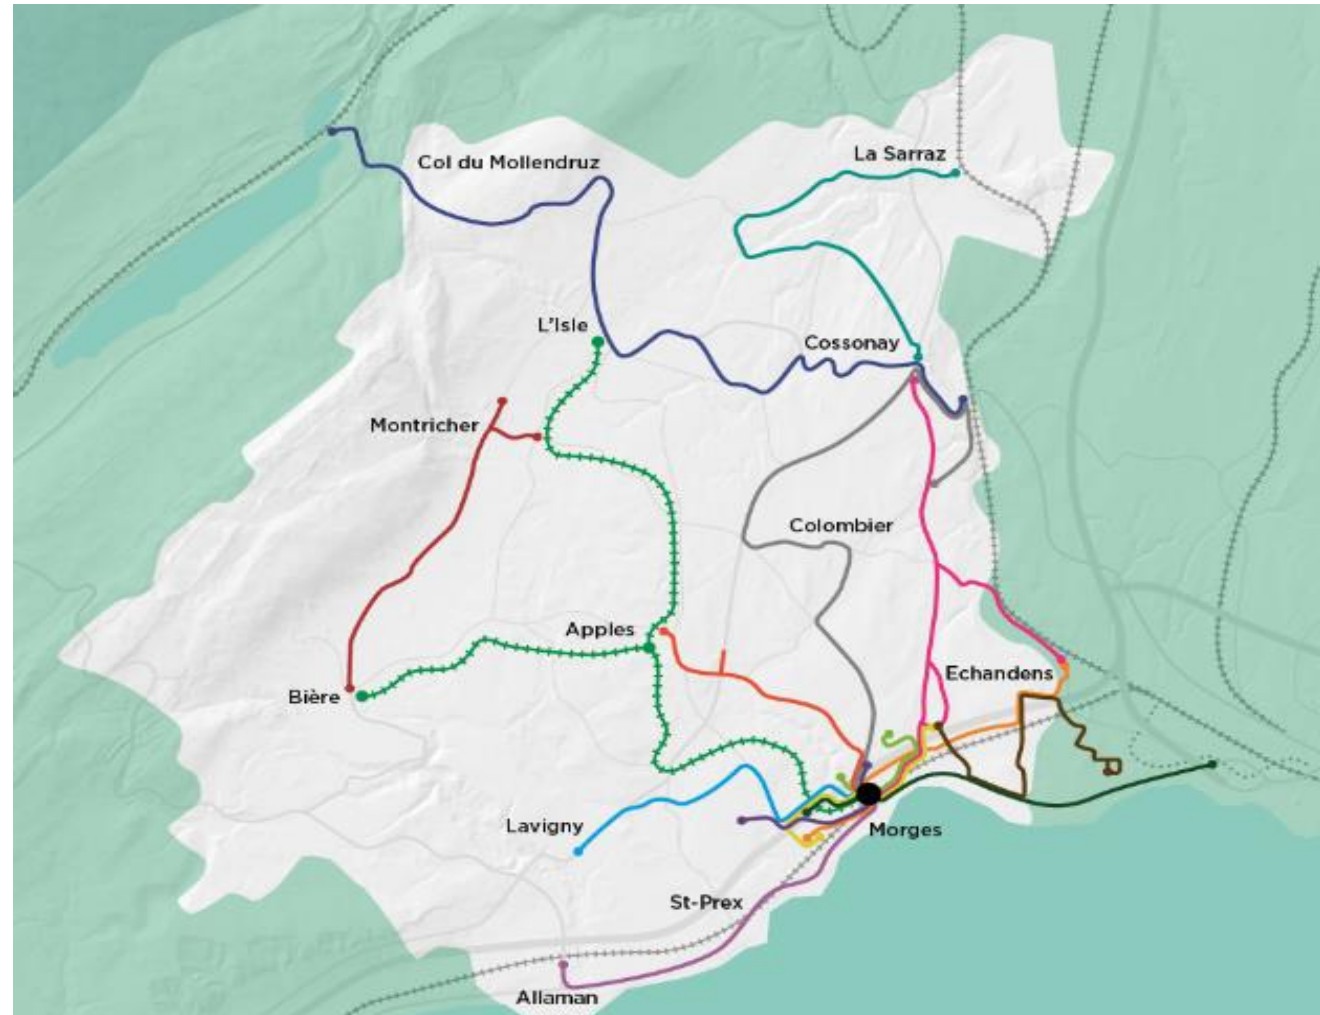 Col du Mollendruz
La Sarraz
L'Isle
Cossonay
Montricher
Colombier
Apples
Echandens
Bière
Lavigny
Morges
St-Prex
Allaman